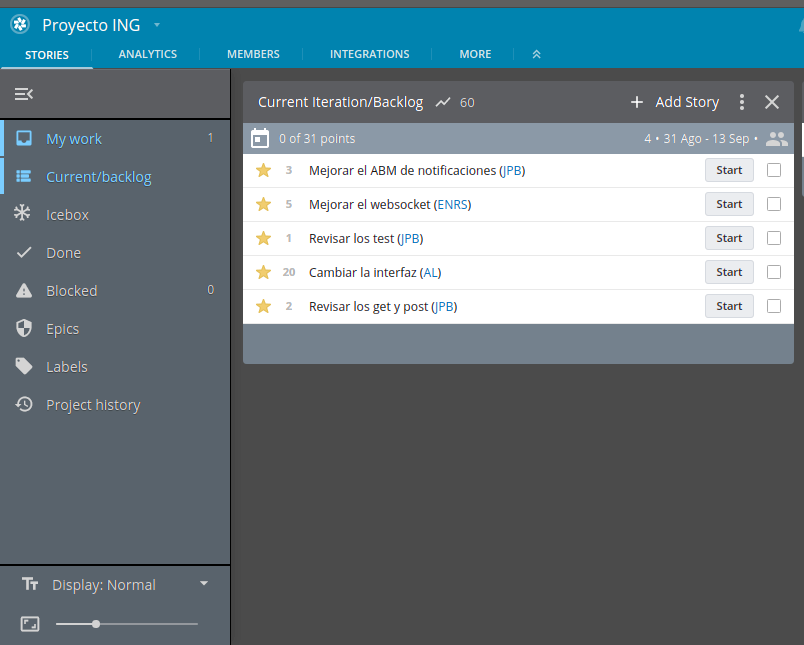 Proyecto ING
STORIES ANALYTICS MEMBERS INTEGRATIONS MORE
My work 1
Current/backlog
Icebox
Done
Blocked 0
Epics
Labels
Project history
Display: Normal
Current Iteration/Backlog 60 + Add Story
0 of 31 points 4 • 31 Ago - 13 Sep •
3 Mejorar el ABM de notificaciones (JPB) Start
5 Mejorar el websocket (ENRS) Start
1 Revisar los test (JPB) Start
20 Cambiar la interfaz (AL) Start
2 Revisar los get y post (JPB) Start